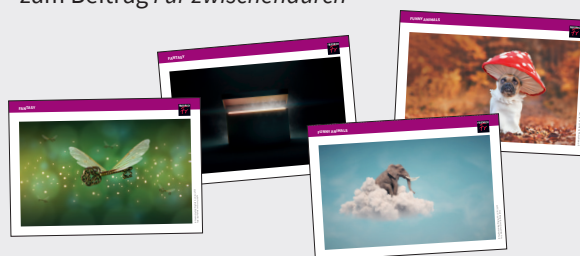 zum Beitrag Für zwischendurch
FANTASY
FUNNY ANIMALS
FANTASY
FUNNY ANIMALS